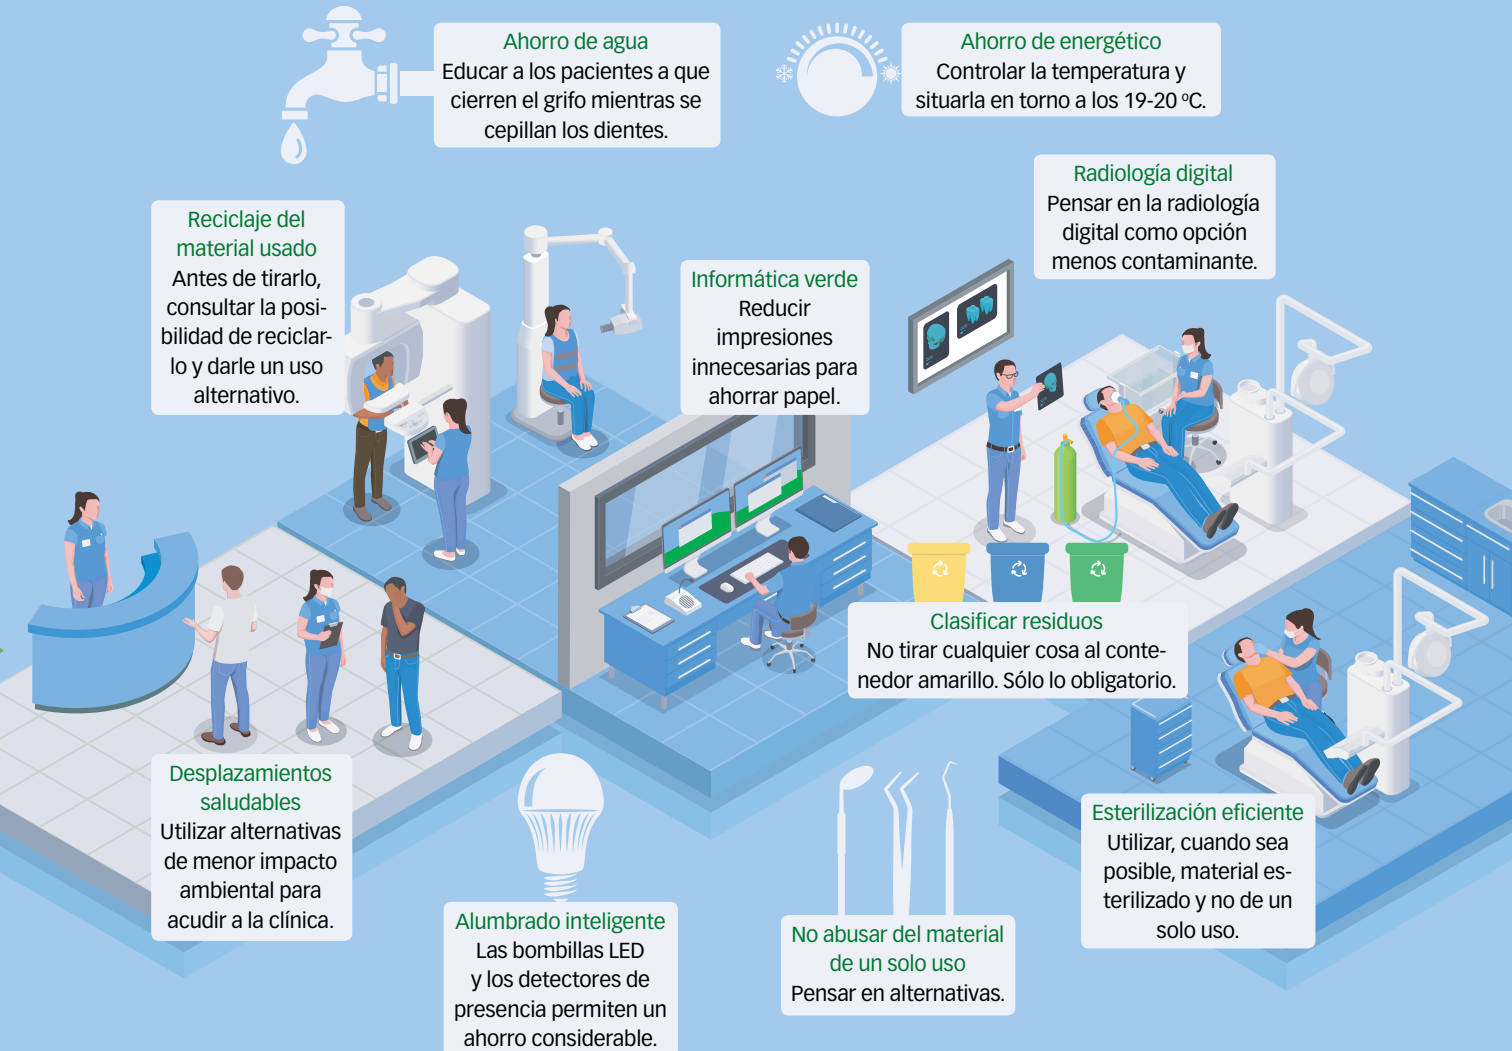 Ahorro de agua
Educar a los pacientes a que
cierren el grifo mientras se
cepillan los dientes.
Ahorro de energético
Controlar la temperatura y
situarla en torno a los 19-20 ºC.
Radiología digital
Pensar en la radiología
digital como opción
menos contaminante.
Reciclaje del
material usado
Antes de tirarlo,
consultar la posi-
bilidad de reciclar-
lo y darle un uso
alternativo.
Informática verde
Reducir
impresiones
innecesarias para
ahorrar papel.
Clasificar residuos
No tirar cualquier cosa al conte-
nedor amarillo. Sólo lo obligatorio.
Desplazamientos
saludables
Utilizar alternativas
de menor impacto
ambiental para
acudir a la clínica.
Alumbrado inteligente
Las bombillas LED
y los detectores de
presencia permiten un
ahorro considerable.
No abusar del material
de un solo uso
Pensar en alternativas.
Esterilización eficiente
Utilizar, cuando sea
posible, material es-
terilizado y no de un
solo uso.